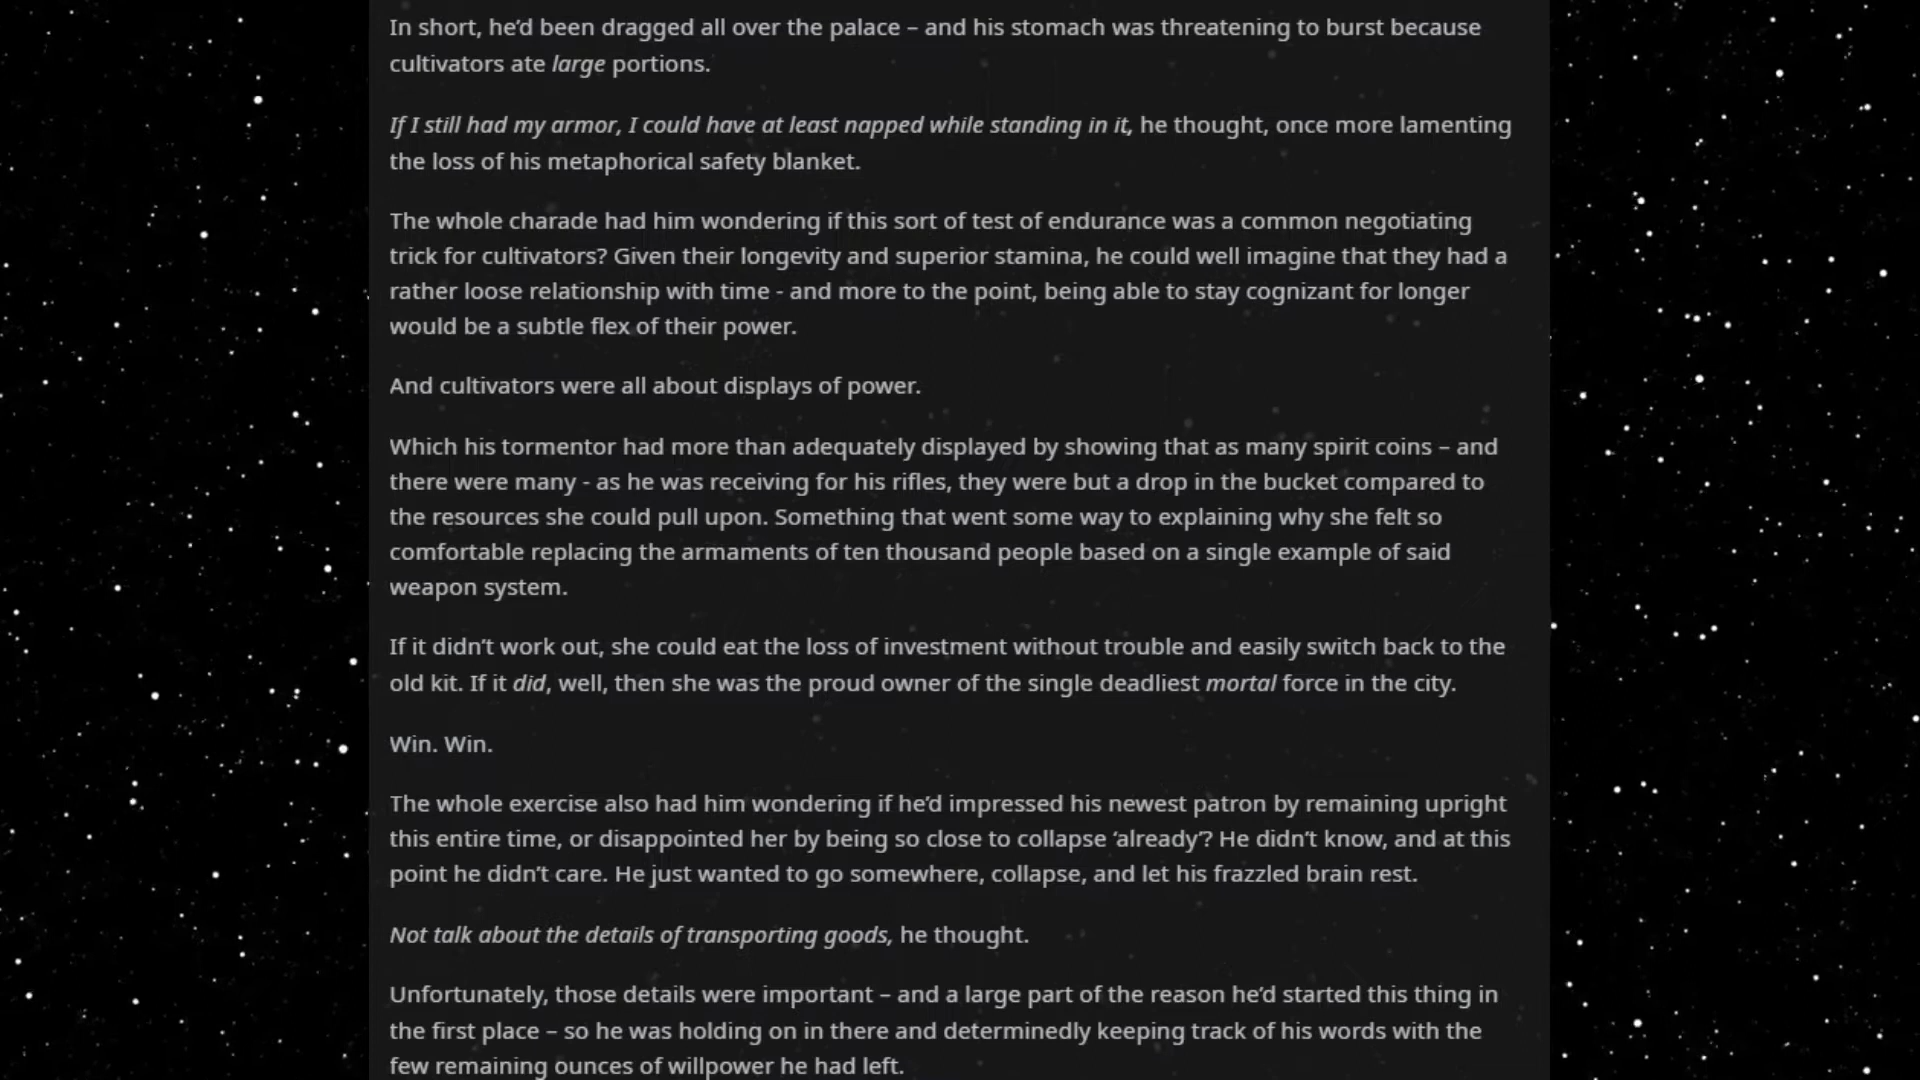 In short, he’d been dragged all over the palace – and his stomach was threatening to burst because
cultivators ate large portions.
If I still had my armor, I could have at least napped while standing in it, he thought, once more lamenting
the loss of his metaphorical safety blanket.
The whole charade had him wondering if this sort of test of endurance was a common negotiating
trick for cultivators? Given their longevity and superior stamina, he could well imagine that they had a
rather loose relationship with time - and more to the point, being able to stay cognizant for longer
would be a subtle flex of their power.
And cultivators were all about displays of power.
Which his tormentor had more than adequately displayed by showing that as many spirit coins – and
there were many - as he was receiving for his rifles, they were but a drop in the bucket compared to
the resources she could pull upon. Something that went some way to explaining why she felt so
comfortable replacing the armaments of ten thousand people based on a single example of said
weapon system.
If it didn’t work out, she could eat the loss of investment without trouble and easily switch back to the
old kit. If it did, well, then she was the proud owner of the single deadliest mortal force in the city.
Win. Win.
The whole exercise also had him wondering if he’d impressed his newest patron by remaining upright
this entire time, or disappointed her by being so close to collapse ‘already’? He didn’t know, and at this
point he didn’t care. He just wanted to go somewhere, collapse, and let his frazzled brain rest.
Not talk about the details of transporting goods, he thought.
Unfortunately, those details were important – and a large part of the reason he’d started this thing in
the first place – so he was holding on in there and determinedly keeping track of his words with the
few remaining ounces of willpower he had left.